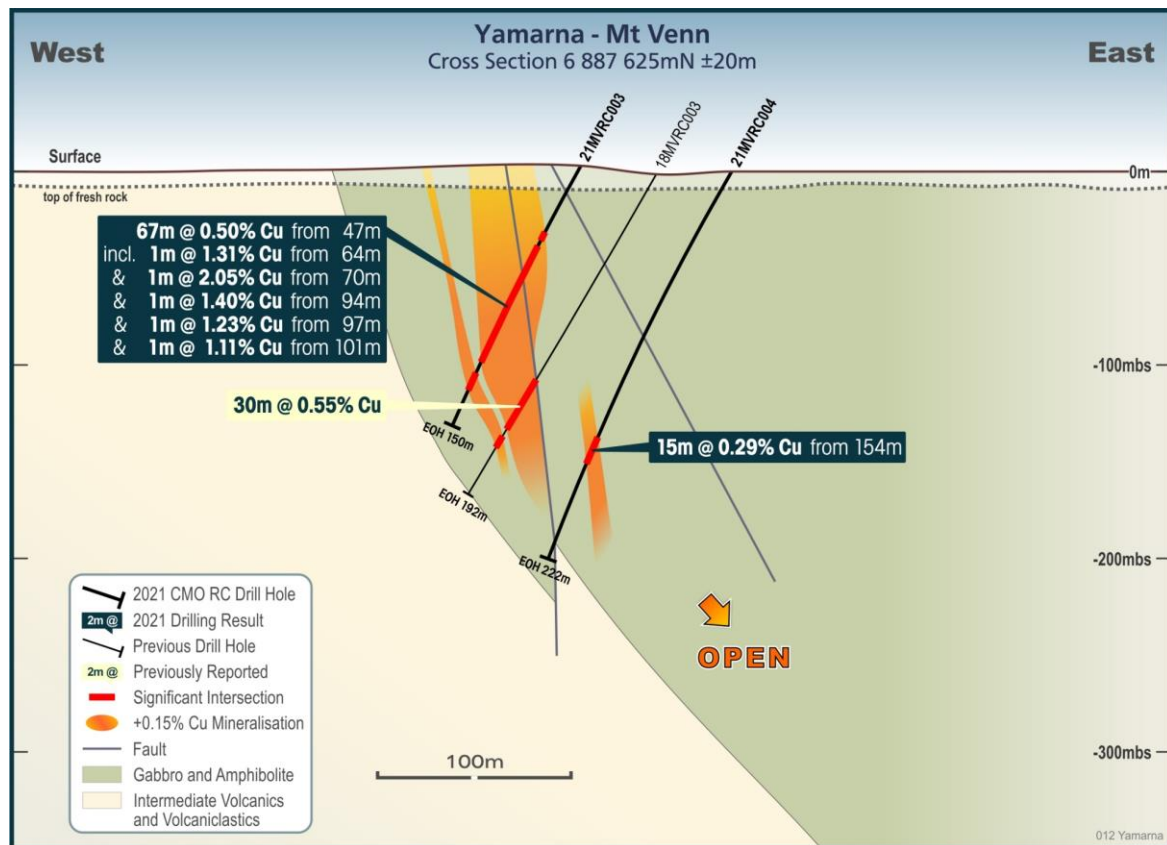 Yamarna - Mt Venn
Cross Section 6 887 625mN ±20m
West
East
21MVRC003
18MVRC003
21MVRC004
Surface
0m
top of fresh rock
67m @ 0.50% Cu from 47m
incl. 1m @ 1.31% Cu from 64m
& 1m @ 2.05% Cu from 70m
& 1m @ 1.40% Cu from 94m
& 1m @ 1.23% Cu from 97m
& 1m @ 1.11% Cu from 101m
-100mbs
30m @ 0.55% Cu
EOH 150m
15m @ 0.29% Cu from 154m
EOH 192m
EOH 222m
-200mbs
2021 CMO RC Drill Hole
2m @ 2021 Drilling Result
Previous Drill Hole
2m @ Previously Reported
Significant Intersection
+0.15% Cu Mineralisation
Fault
Gabbro and Amphibolite
Intermediate Volcanics
and Volcaniclastics
OPEN
100m
-300mbs
012 Yamarna